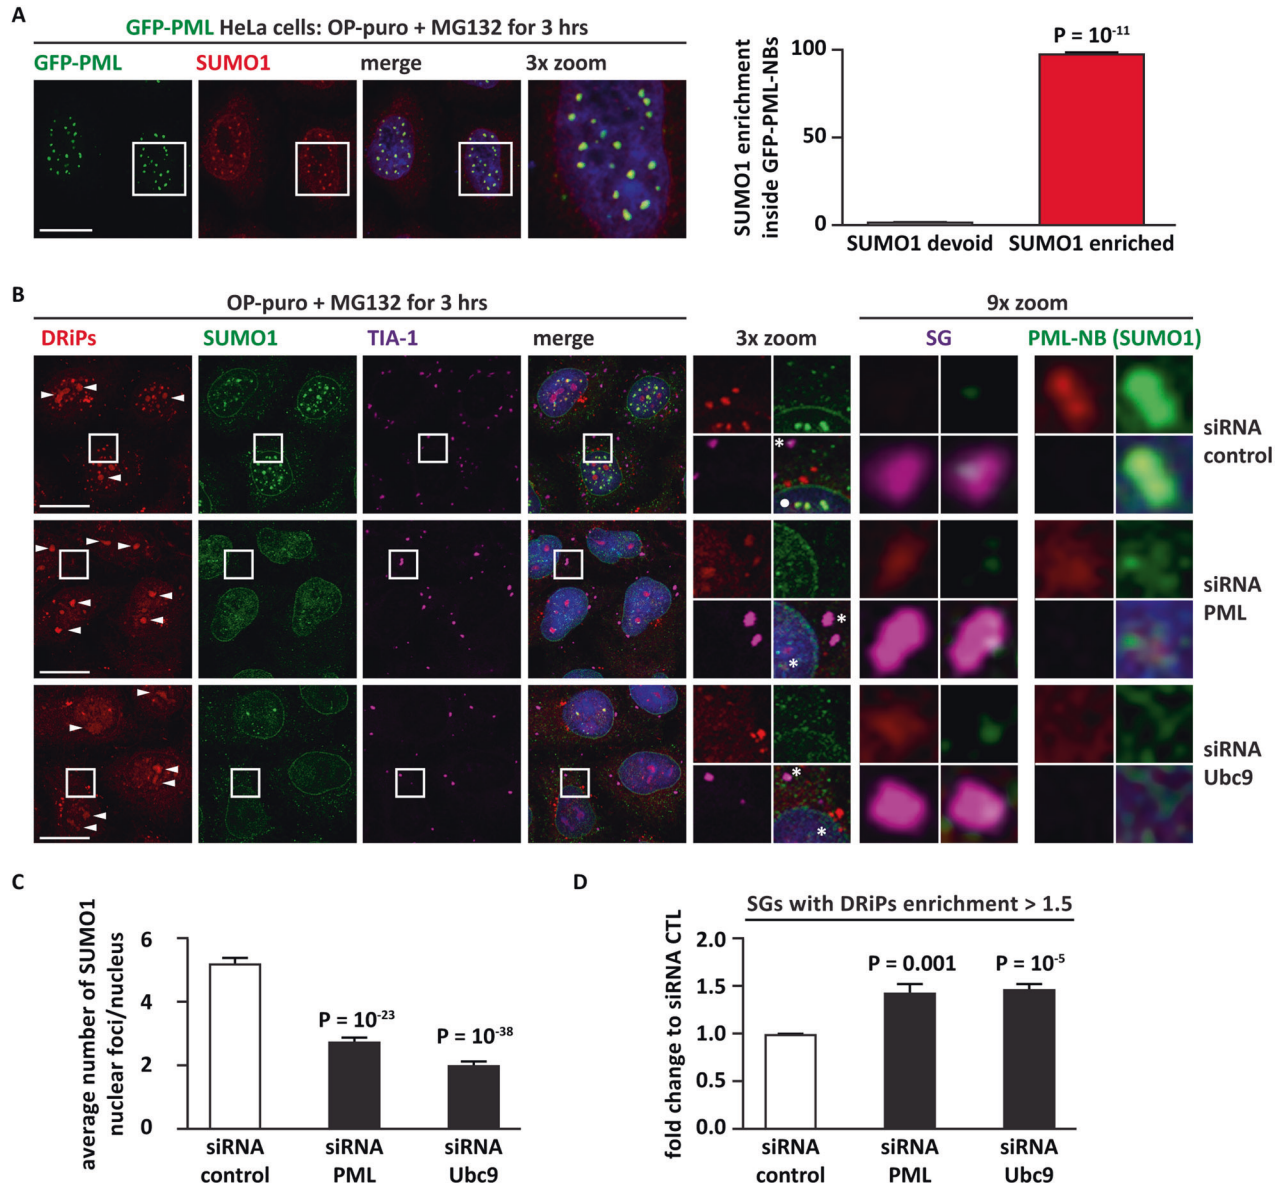 A
GFP-PML HeLa cells: OP-puro + MG132 for 3 hrs
GFP-PML SUMO1 merge 3x zoom
SUMO1 enrichment
inside GFP-PML-NBs
100
50
0
P = 10-11
SUMO1 devoid SUMO1 enriched
B
OP-puro + MG132 for 3 hrs
9x zoom
DRiPs SUMO1 TIA-1 merge 3x zoom SG PML-NB (SUMO1)
*
siRNA
control
*
*
siRNA
PML
*
*
siRNA
Ubc9
C
average number of SUMO1
nuclear foci/nucleus
6
4
2
0
P = 10-23
P = 10-38
siRNA
control
siRNA
PML
siRNA
Ubc9
D
SGs with DRiPs enrichment > 1.5
fold change to siRNA CTL
2.0
1.5
1.0
0.5
0.0
P = 0.001
P = 10-5
siRNA
control
siRNA
PML
siRNA
Ubc9